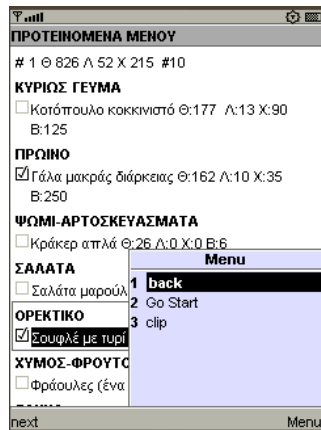 ΠΡΟΤΕΙΝΟΜΕΝΑ ΜΕΝΟΥ
# 1 Θ 826 Λ 52 Χ 215 #10
ΚΥΡΙΩΣ ΓΕΥΜΑ
Κοτόπουλο κοκκινιστό Θ:177 Λ:13 Χ:90
Β:125
ΠΡΩΙΝΟ
Γάλα μακράς διάρκειας Θ:162 Λ:10 Χ:35
Β:250
ΨΩΜΙ-ΑΡΤΟΣΚΕΥΑΣΜΑΤΑ
Κράκερ απλά Θ:26 Λ:0 Χ:0 Β:6
ΣΑΛΑΤΑ
Σαλάτα μαρούλ
ΟΡΕΚΤΙΚΟ
Σουφλέ με τυρί
ΧΥΜΟΣ-ΦΡΟΥΤΟ
Φράουλες (ένα
Menu
1 back
2 Go Start
3 clip
next Menu